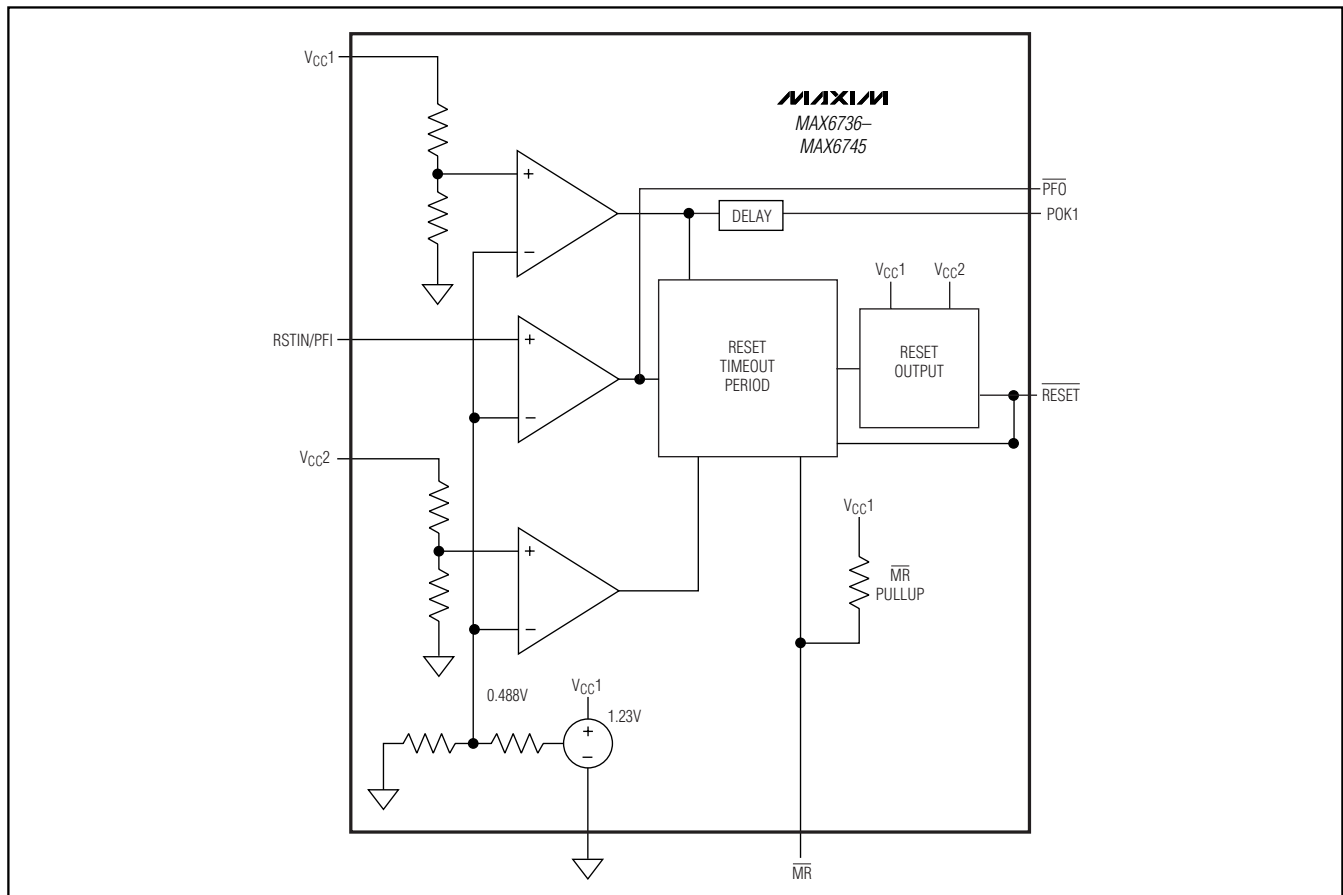 VCC1
MAXIM
MAX6736–
MAX6745
+
−
PFO
POK1
DELAY
VCC1
VCC2
RSTIN/PFI
+
−
RESET
TIMEOUT
PERIOD
RESET
OUTPUT
RESET
VCC2
+
−
VCC1
MR
PULLUP
0.488V
VCC1
1.23V
+
−
MR